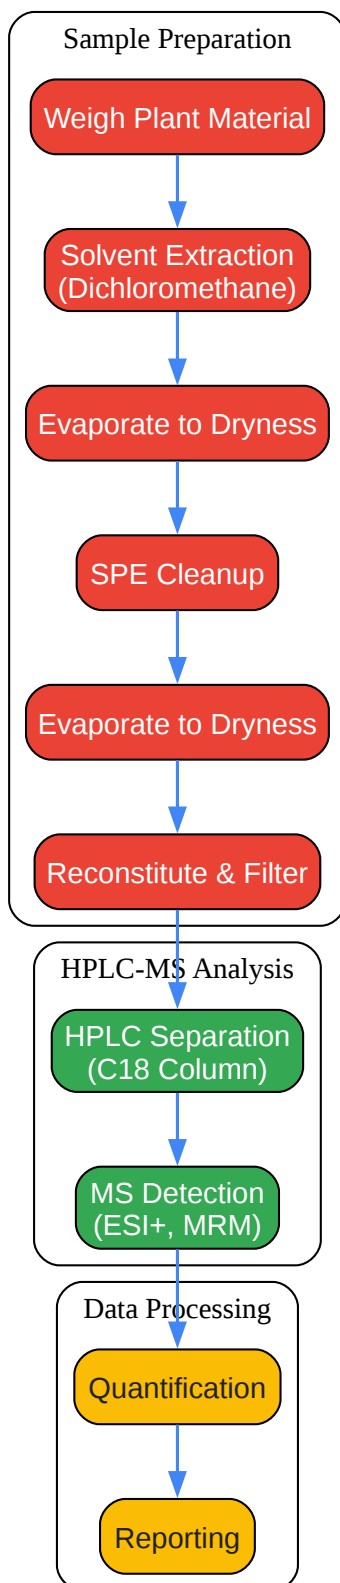 Sample Preparation
Weigh Plant Material
Solvent Extraction
(Dichloromethane)
Evaporate to Dryness
SPE Cleanup
Evaporate to Dryness
Reconstitute & Filter
HPLC-MS Analysis
HPLC Separation
(C18 Column)
MS Detection
(ESI+, MRM)
Data Processing
Quantification
Reporting